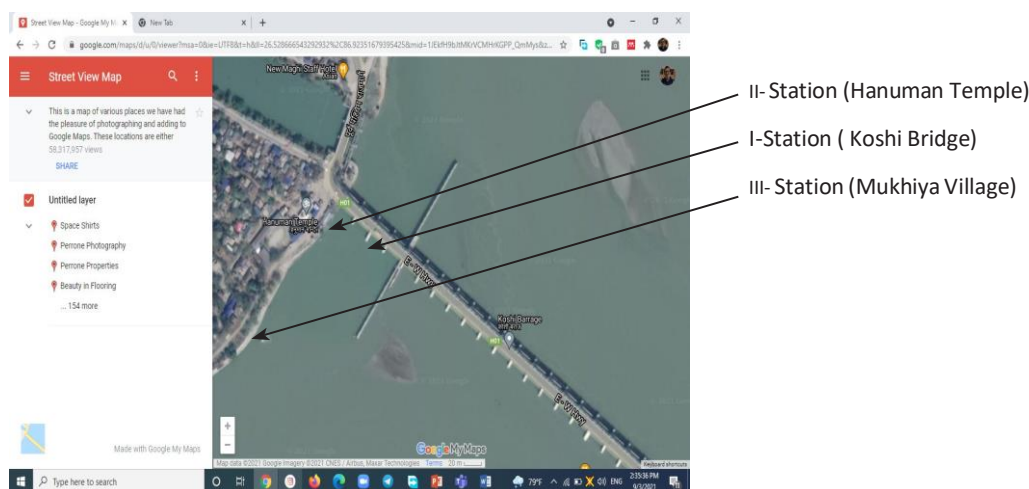 Street View Map - Google My M
New Tab
google.com/maps/d/u/0/viewer?msa=0&ie=UTF8&t=h&ll=26.528666543292932%2C86.92351679395425&mid=
Street View Map
This is a map of various places we have had
the pleasure of photographing and adding to
Google Maps. These locations are either
58,317,957 views
SHARE
Untitled layer
Space Shirts
Perrone Photography
Perrone Properties
Beauty in Flooring
... 154 more
Made with Google My Maps
New Maghi Staff Hotel
H01
Hanuman Temple
E - W Hwy
Koshi Barrage
कोशी बैराज
H01
E - W Hwy
Google My Maps
Map data ©2021 Google Imagery ©2021 CNES / Airbus, Maxar Technologies Terms 20 m
Keyboard shortcuts
II- Station (Hanuman Temple)
I-Station ( Koshi Bridge)
III- Station (Mukhiya Village)
Type here to search
79°F
ENG
2:35:36 PM
9/3/2021